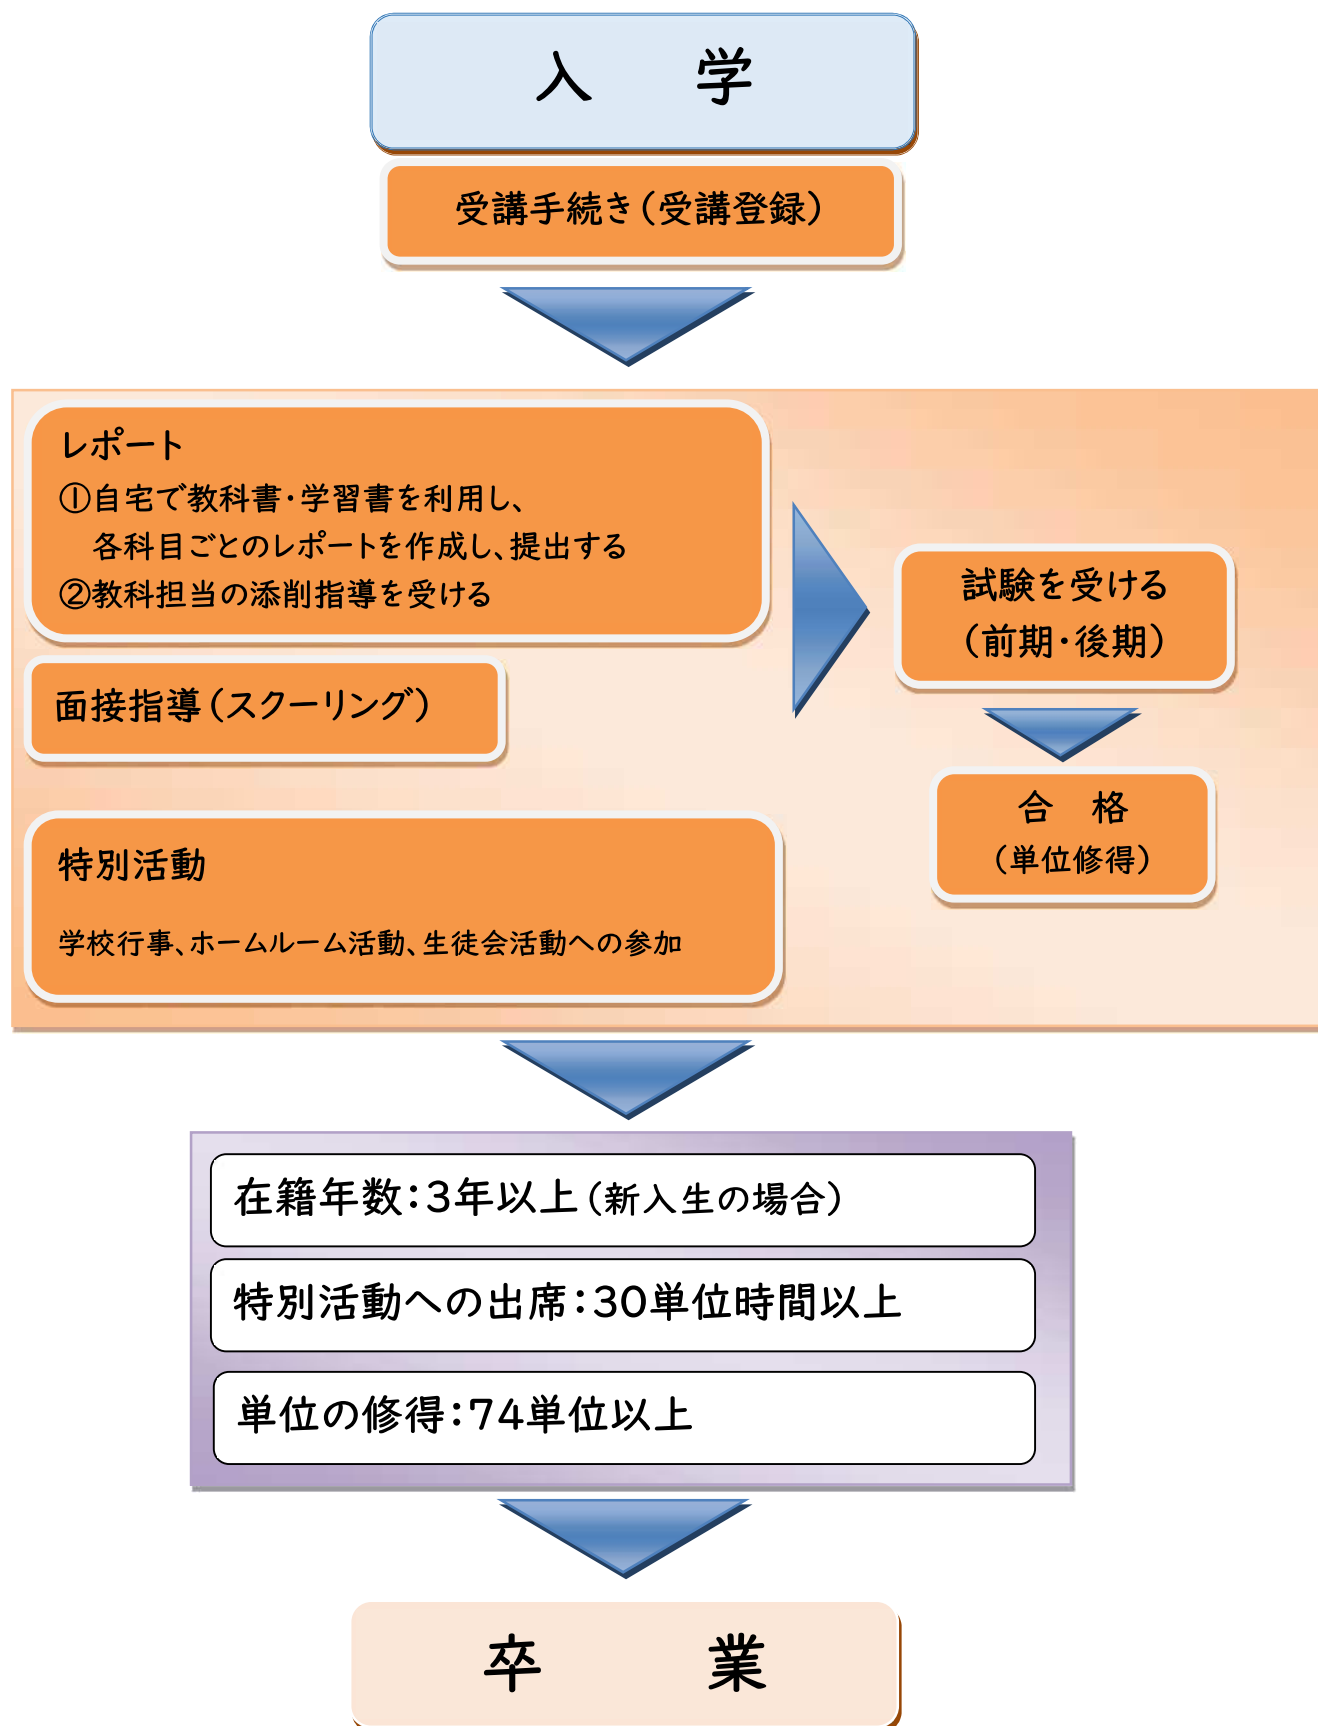 入　学
受講手続き（受講登録）
レポート
①自宅で教科書・学習書を利用し、
各科目ごとのレポートを作成し、提出する
②教科担当の添削指導を受ける
試験を受ける
（前期・後期）
面接指導（スクーリング）
合　格
（単位修得）
特別活動
学校行事、ホームルーム活動、生徒会活動への参加
在籍年数：3年以上（新入生の場合）
特別活動への出席：30単位時間以上
単位の修得：74単位以上
卒　業